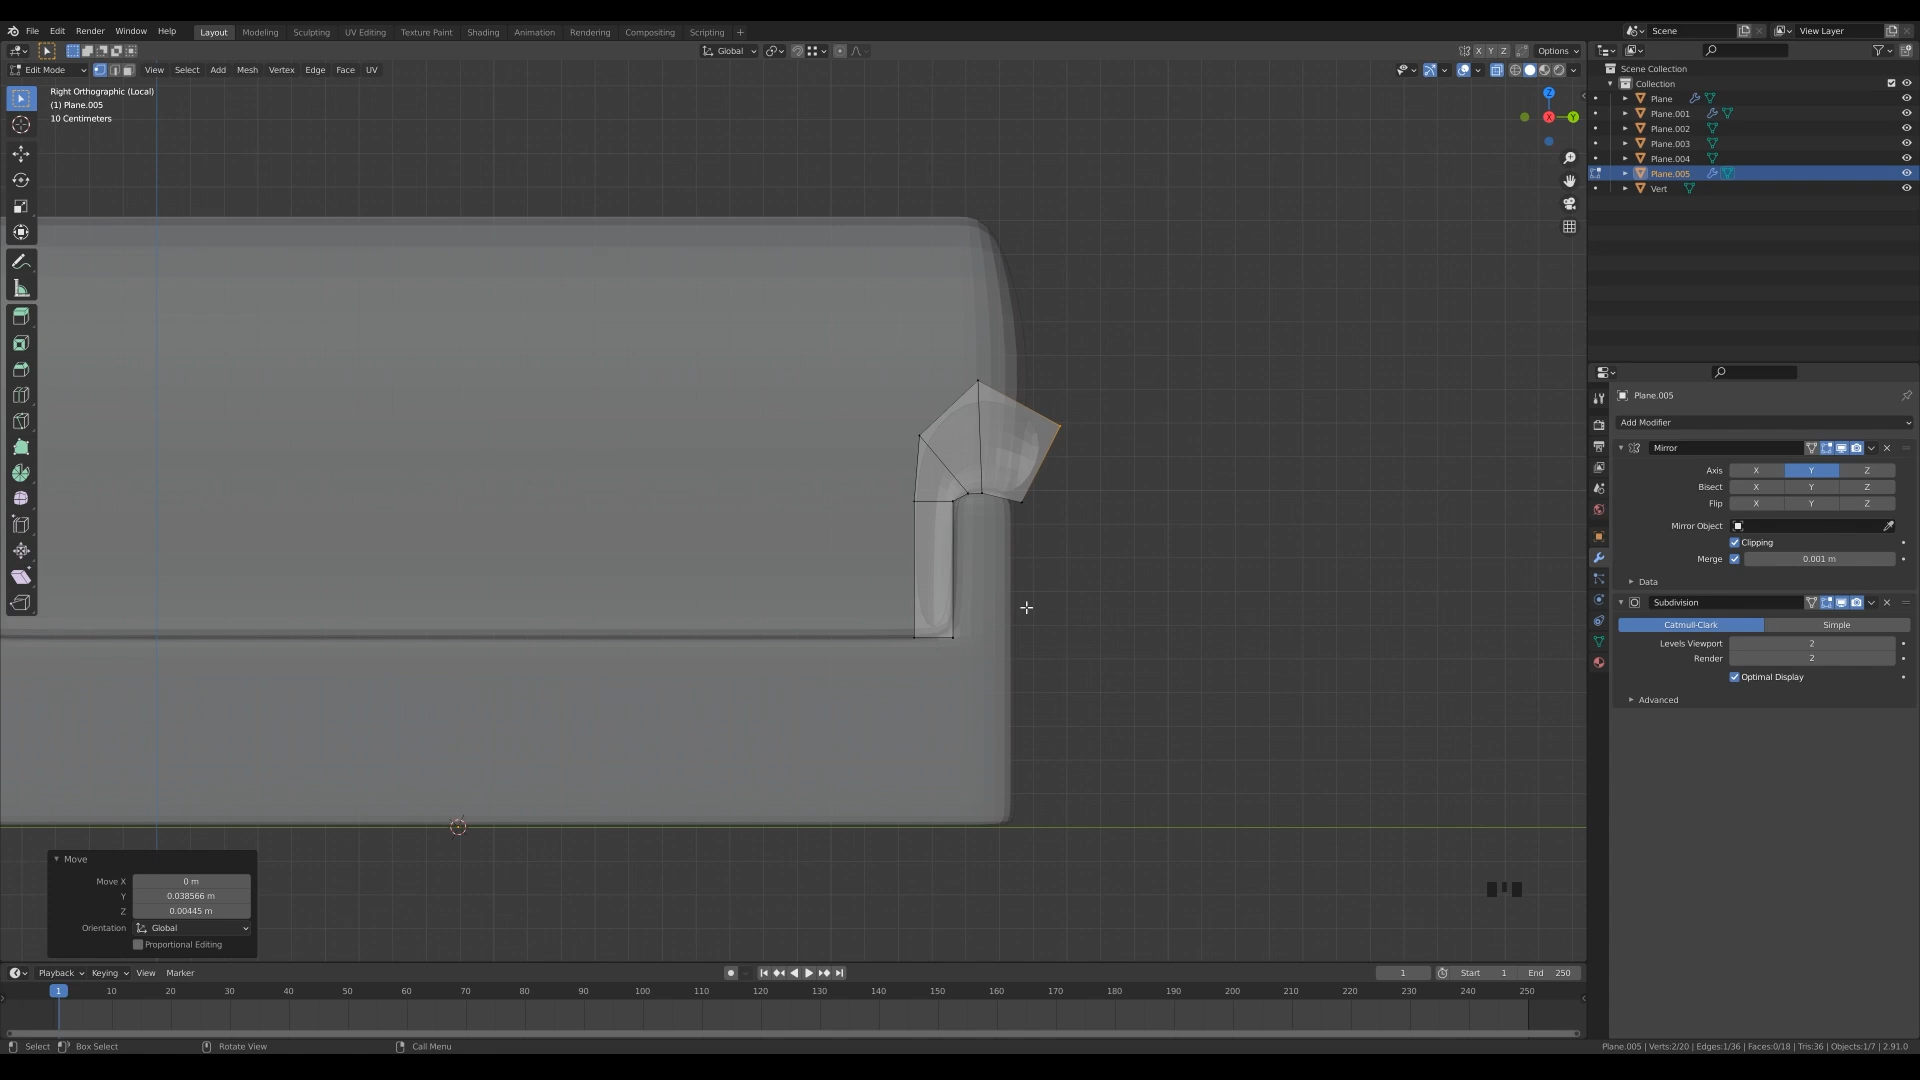 File Edit Render Window Help Layout Modeling Sculpting UV Editing Texture Paint Shading Animation Rendering Compositing Scripting + Scene View Layer
Global X Y Z Options
Edit Mode View Select Add Mesh Vertex Edge Face UV
Right Orthographic (Local)
(1) Plane.005
10 Centimeters
Z
X
Y
Scene Collection
Collection
Plane
Plane.001
Plane.002
Plane.003
Plane.004
Plane.005
Vert
Plane.005
Add Modifier
Mirror
Axis X Y Z
Bisect X Y Z
Flip X Y Z
Mirror Object
Clipping
Merge 0.001 m
Data
Subdivision
Catmull-Clark Simple
Levels Viewport 2
Render 2
Optimal Display
Advanced
Move
Move X 0 m
Y 0.038566 m
Z 0.00445 m
Orientation Global
Proportional Editing
Playback Keying View Marker 1 Start 1 End 250
1 10 20 30 40 50 60 70 80 90 100 110 120 130 140 150 160 170 180 190 200 210 220 230 240 250
Select Box Select Rotate View Call Menu Plane.005 | Verts:2/20 | Edges:1/36 | Faces:0/18 | Tris:36 | Objects:1/7 | 2.91.0